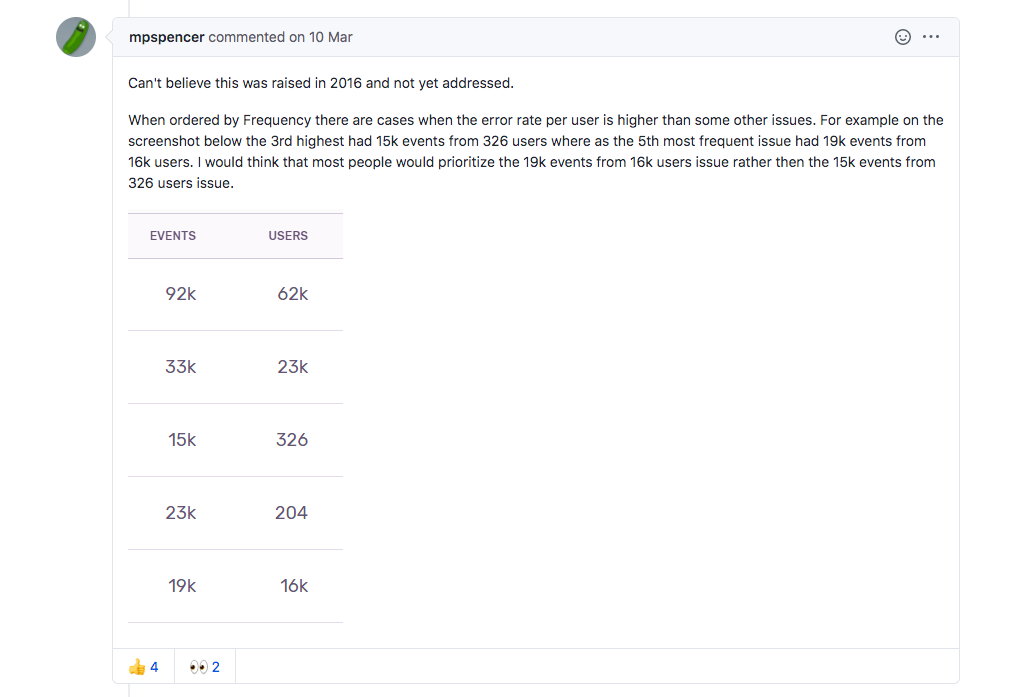 mpspencer commented on 10 Mar
Can't believe this was raised in 2016 and not yet addressed.
When ordered by Frequency there are cases when the error rate per user is higher than some other issues. For example on the
screenshot below the 3rd highest had 15k events from 326 users where as the 5th most frequent issue had 19k events from
16k users. I would think that most people would prioritize the 19k events from 16k users issue rather then the 15k events from
326 users issue.
EVENTS USERS
92k 62k
33k 23k
15k 326
23k 204
19k 16k
4 2